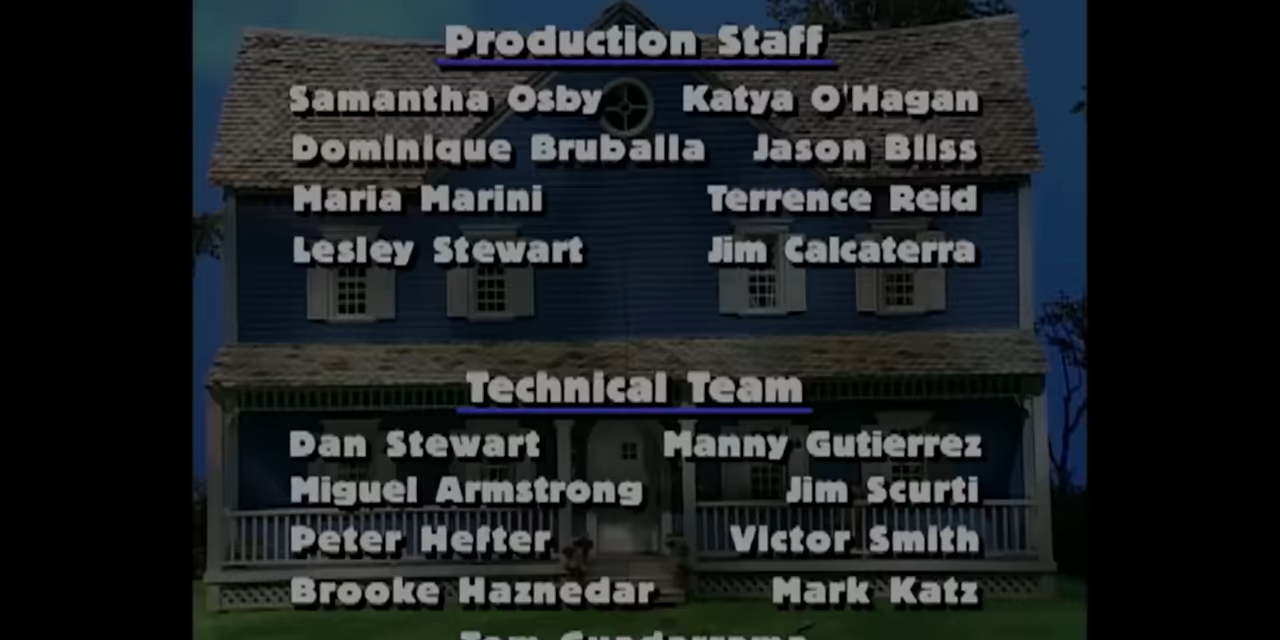 Production Staff
Samantha Osby Katya O'Hagan
Dominique Bruballa Jason Bliss
Maria Marini Terrence Reid
Lesley Stewart Jim Calcaterra
Technical Team
Dan Stewart Manny Gutierrez
Miguel Armstrong Jim Scurti
Peter Hefter Victor Smith
Brooke Haznedar Mark Katz